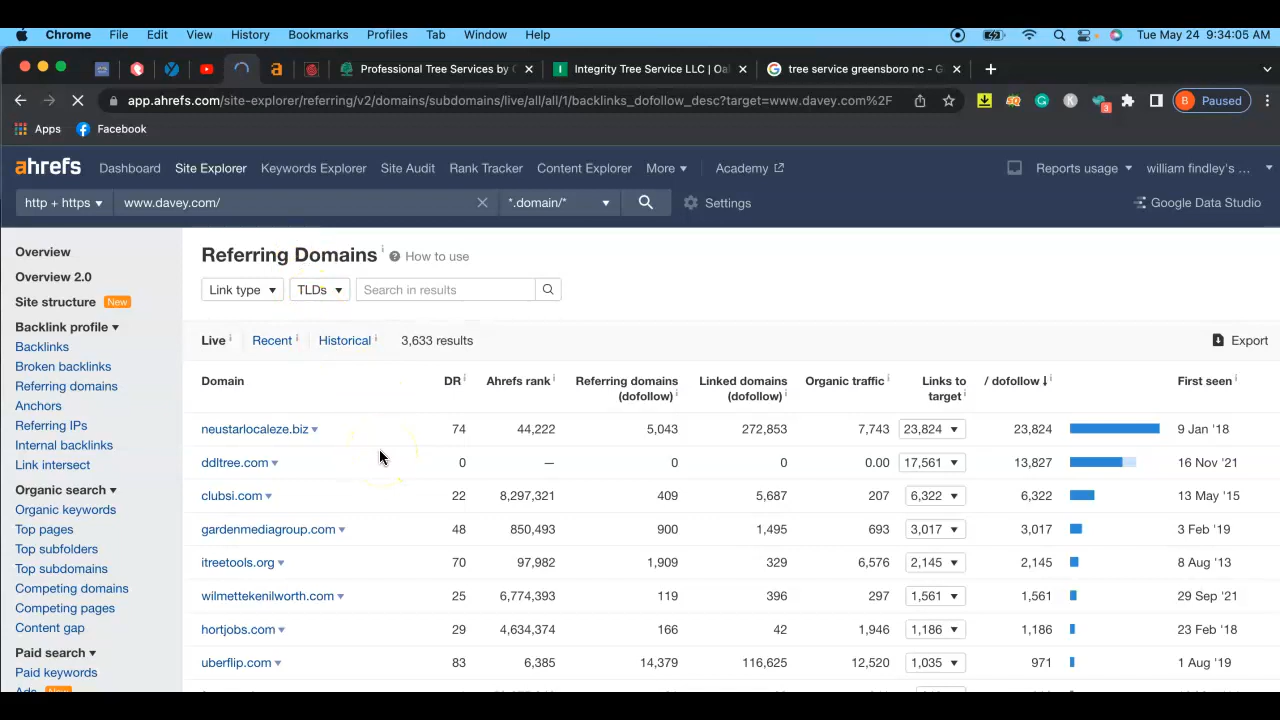 Chrome File Edit View History Bookmarks Profiles Tab Window Help Tue May 24 9:34:05 AM
Professional Tree Services by C × Integrity Tree Service LLC | Oal × tree service greensboro nc - G ×
app.ahrefs.com/site-explorer/referring/v2/domains/subdomains/live/all/all/1/backlinks_dofollow_desc?target=www.davey.com%2F B Paused
Apps Facebook
ahrefs Dashboard Site Explorer Keywords Explorer Site Audit Rank Tracker Content Explorer More Academy Reports usage william findley's ...
http + https www.davey.com/ *.domain/* Settings Google Data Studio
Overview
Overview 2.0
Site structure New
Backlink profile
Backlinks
Broken backlinks
Referring domains
Anchors
Referring IPs
Internal backlinks
Link intersect
Organic search
Organic keywords
Top pages
Top subfolders
Top subdomains
Competing domains
Competing pages
Content gap
Paid search
Paid keywords
Ads New
Referring Domains How to use
Link type TLDs Search in results
Live Recent Historical 3,633 results Export
Domain DR Ahrefs rank Referring domains (dofollow) Linked domains (dofollow) Organic traffic Links to target / dofollow First seen
neustarlocaleze.biz 74 44,222 5,043 272,853 7,743 23,824 23,824 9 Jan '18
ddltree.com 0 — 0 0 0.00 17,561 13,827 16 Nov '21
clubsi.com 22 8,297,321 409 5,687 207 6,322 6,322 13 May '15
gardenmediagroup.com 48 850,493 900 1,495 693 3,017 3,017 3 Feb '19
itreetools.org 70 97,982 1,909 329 6,576 2,145 2,145 8 Aug '13
wilmettekenilworth.com 25 6,774,393 119 396 297 1,561 1,561 29 Sep '21
hortjobs.com 29 4,634,374 166 42 1,946 1,186 1,186 23 Feb '18
uberflip.com 83 6,385 14,379 116,625 12,520 1,035 971 1 Aug '19